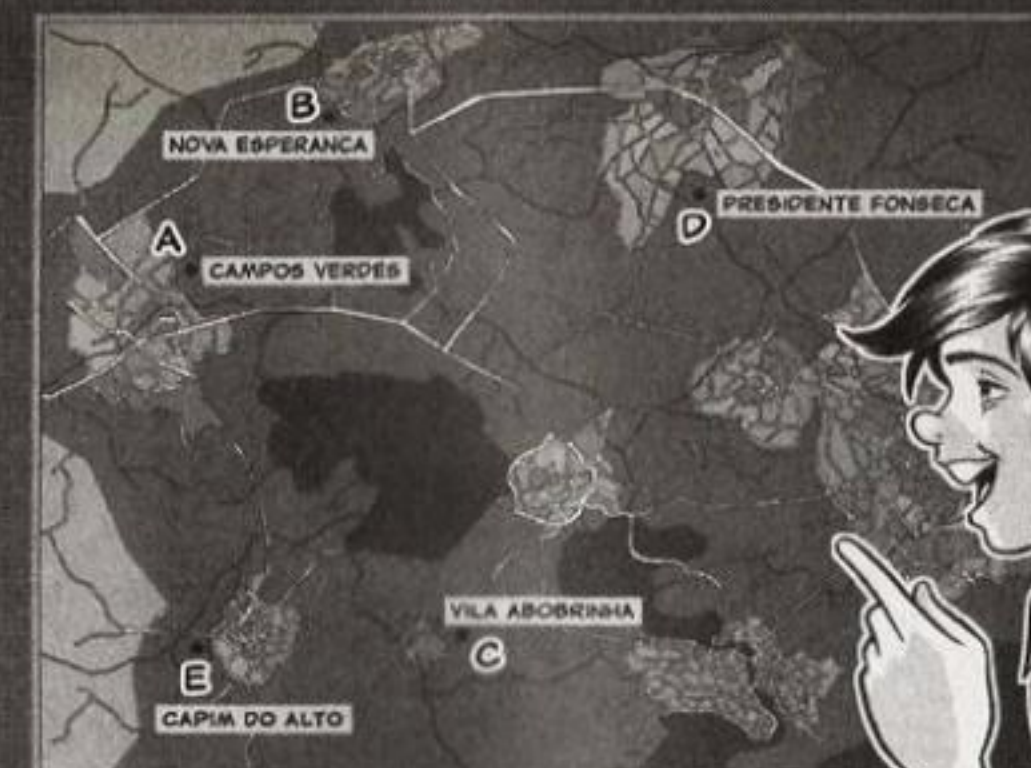 B
NOVA ESPERANCA
A
CAMPOS VERDES
PRESIDENTE FONSECA
D
VILA ABOBRINHA
C
E
CAPIM DO ALTO